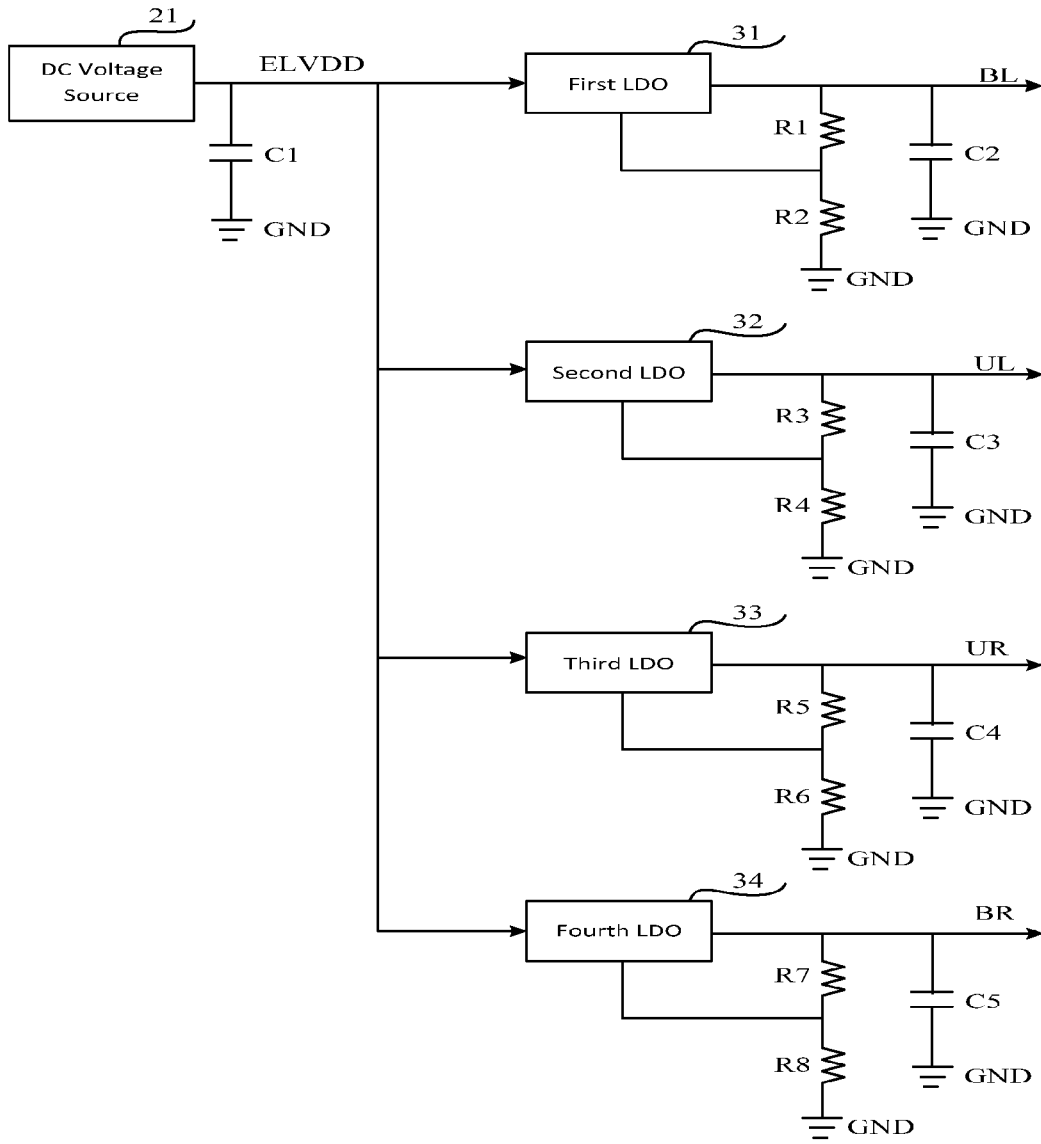 21
31
DC Voltage
Source
ELVDD
First LDO
BL
R1
C1
C2
R2
GND
GND
GND
32
Second LDO
UL
R3
C3
R4
GND
GND
33
Third LDO
UR
R5
C4
R6
GND
GND
34
Fourth LDO
BR
R7
C5
R8
GND
GND